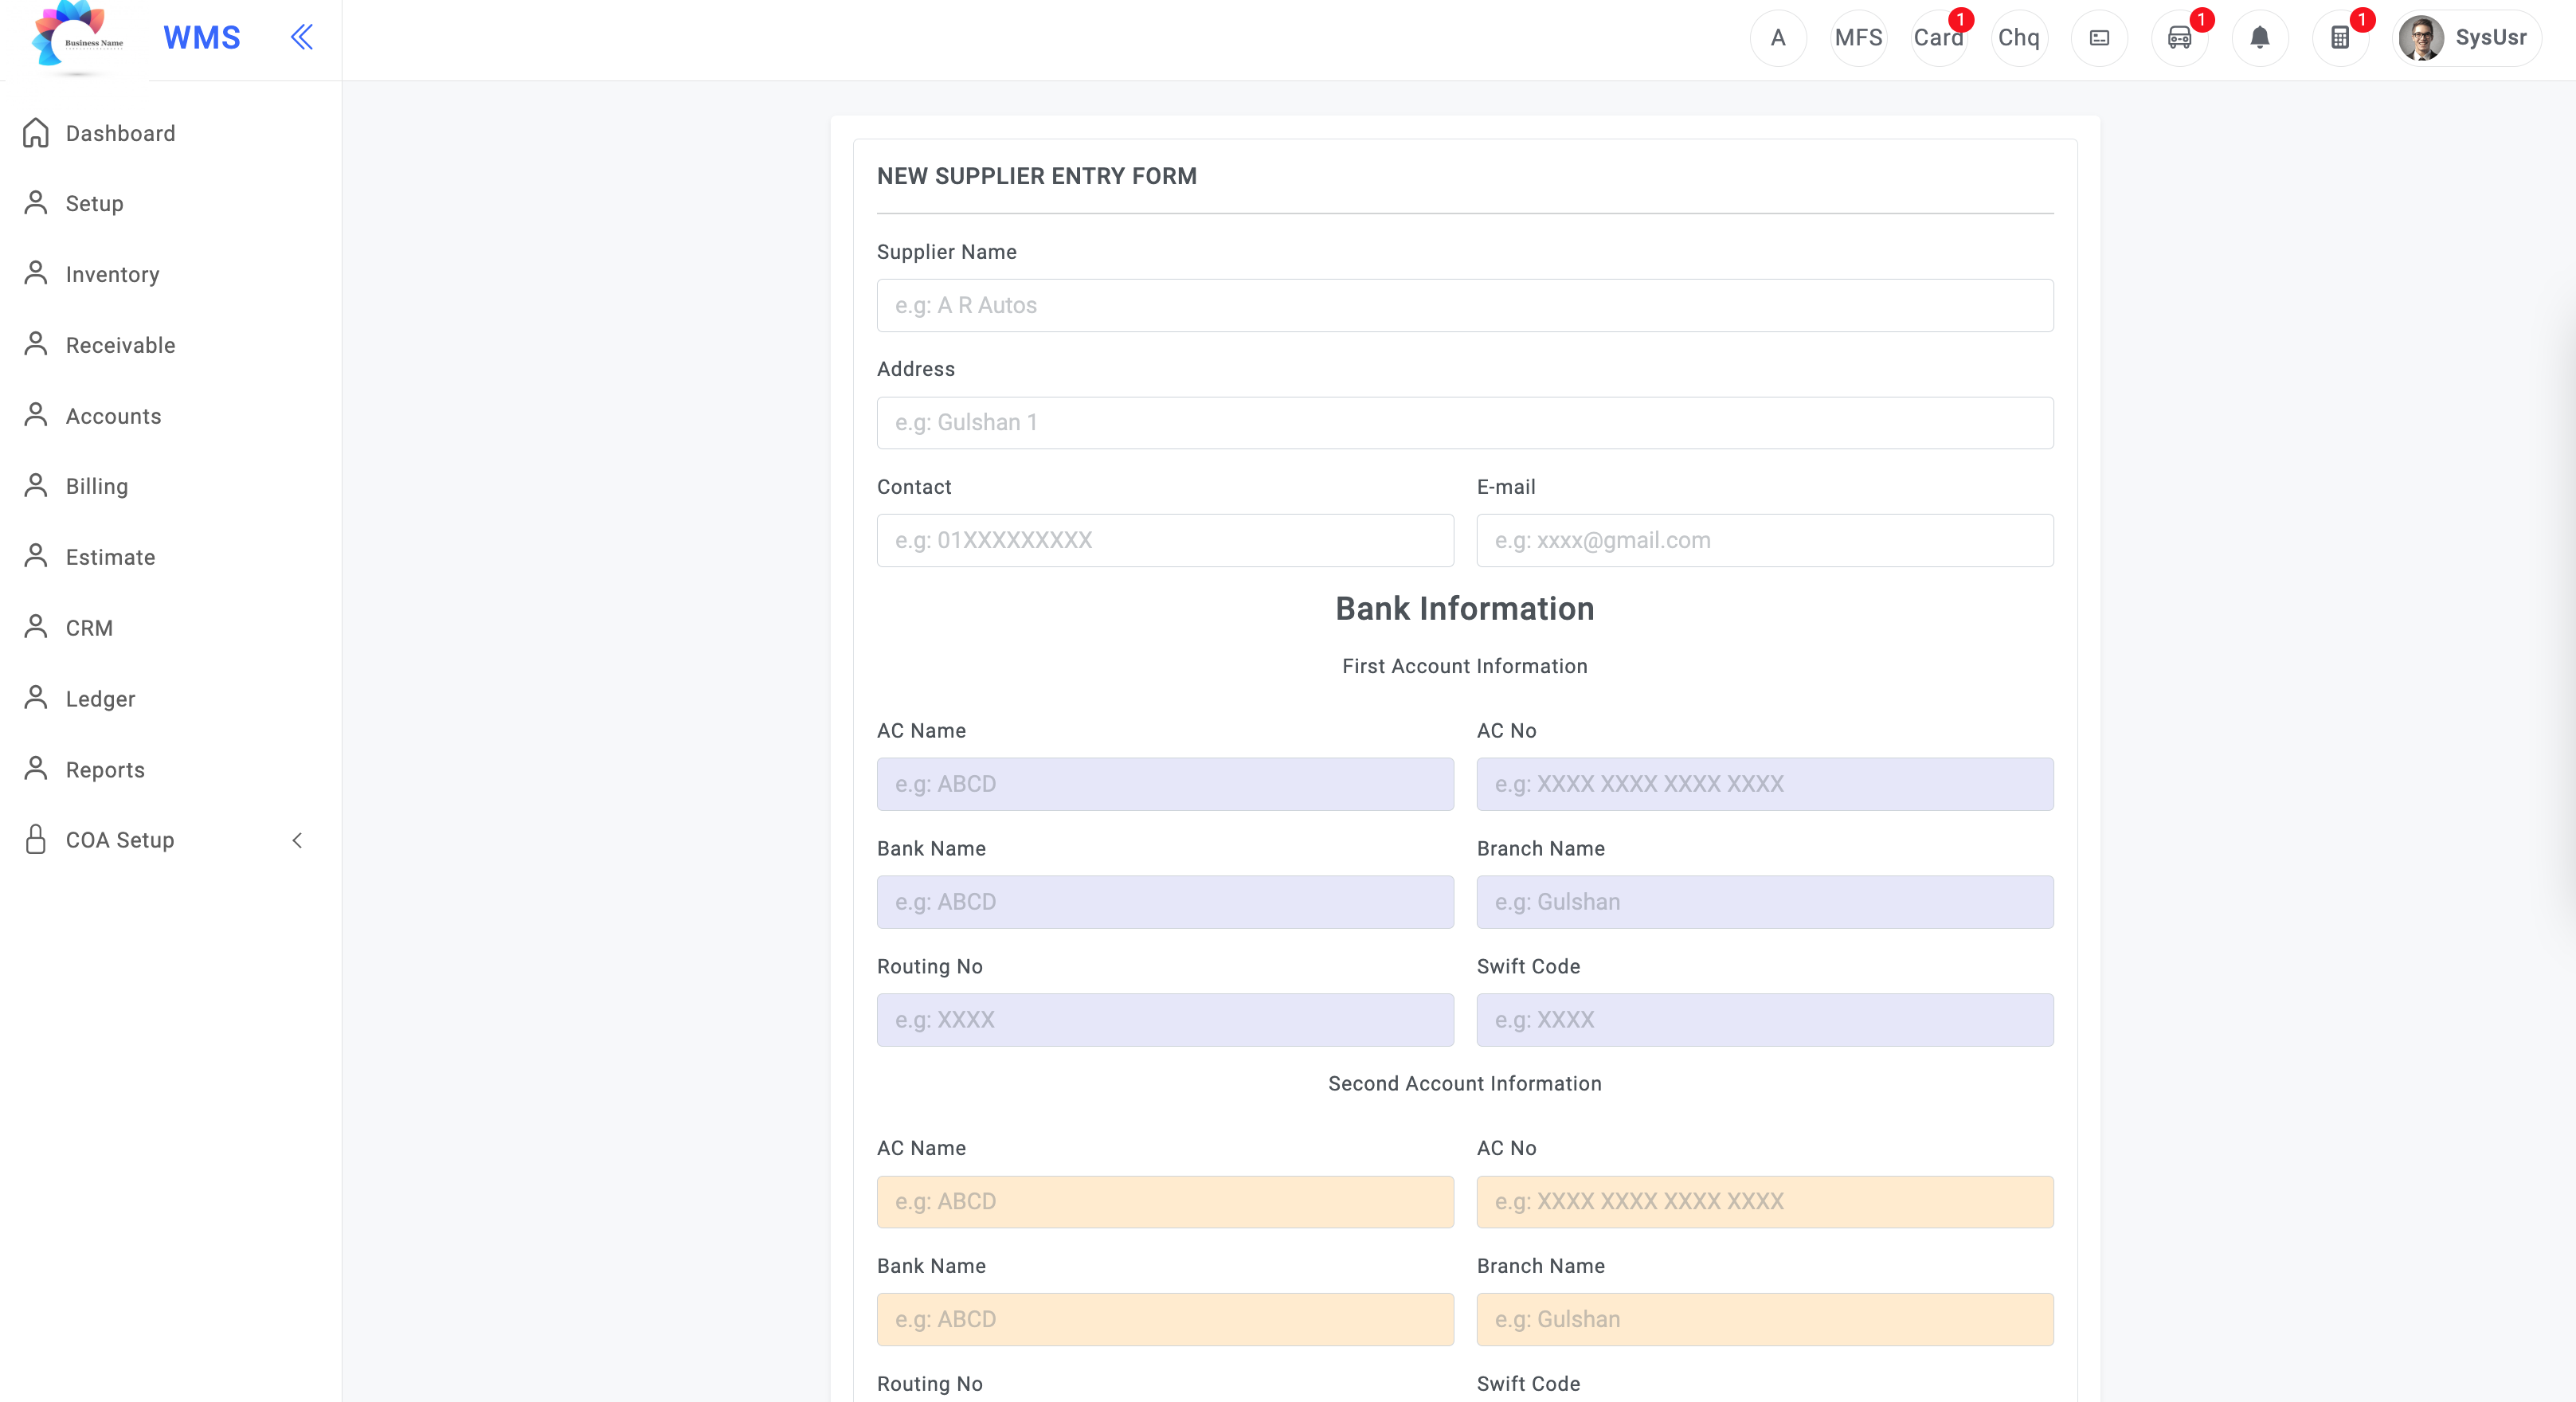 Business Name
WMS
A
MFS
Card
1
Chq
1
1
SysUsr
Dashboard
Setup
Inventory
Receivable
Accounts
Billing
Estimate
CRM
Ledger
Reports
COA Setup
NEW SUPPLIER ENTRY FORM
Supplier Name
e.g: A R Autos
Address
e.g: Gulshan 1
Contact
E-mail
e.g: 01XXXXXXXXX
e.g: xxxx@gmail.com
Bank Information
First Account Information
AC Name
AC No
e.g: ABCD
e.g: XXXX XXXX XXXX XXXX
Bank Name
Branch Name
e.g: ABCD
e.g: Gulshan
Routing No
Swift Code
e.g: XXXX
e.g: XXXX
Second Account Information
AC Name
AC No
e.g: ABCD
e.g: XXXX XXXX XXXX XXXX
Bank Name
Branch Name
e.g: ABCD
e.g: Gulshan
Routing No
Swift Code